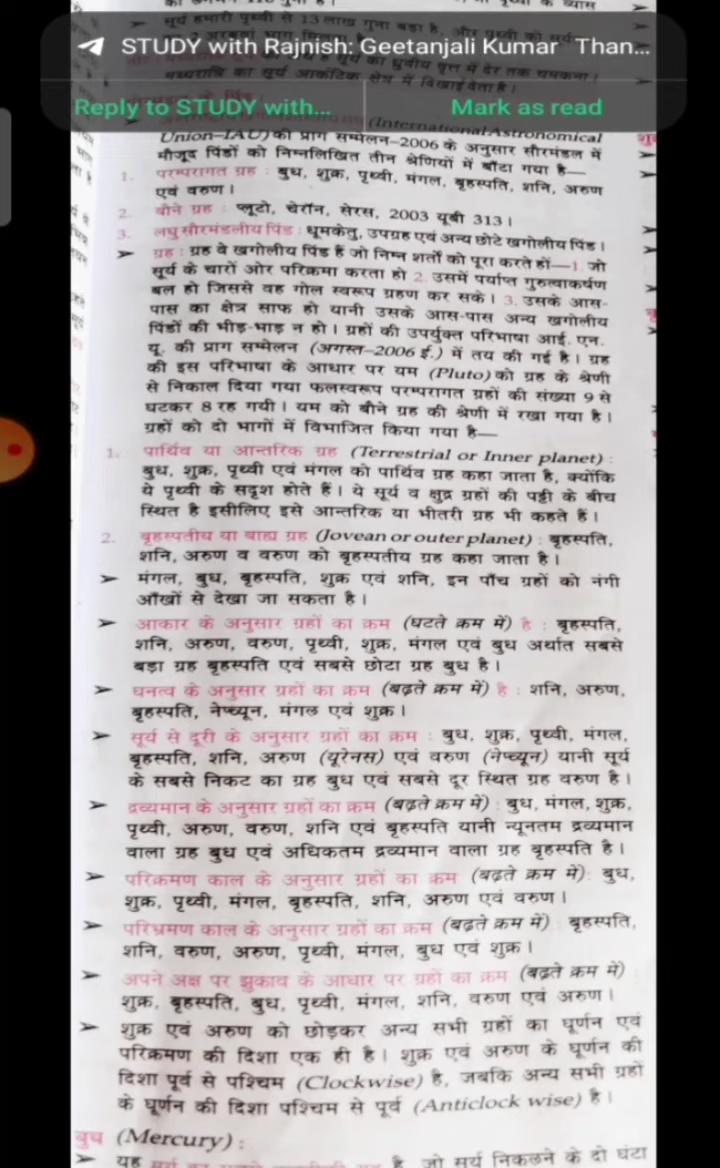 सूर्य हमारी पृथ्वी से 13 लाख गुना बड़ा है, और पृथ्वी को सूर्य
STUDY with Rajnish: Geetanjali Kumar Than...
मध्यरात्रि का सूर्य आर्कटिक क्षेत्र में दिखाई देता है।
Reply to STUDY with...
Mark as read
(International Astronomical
Union–IAU) की प्राग सम्मेलन–2006 के अनुसार सौरमंडल में
मौजूद पिंडों को निम्नलिखित तीन श्रेणियों में बाँटा गया है—
1. परम्परागत ग्रह : बुध, शुक्र, पृथ्वी, मंगल, बृहस्पति, शनि, अरुण
एवं वरुण।
2. बौने ग्रह : प्लूटो, चेरॉन, सेरस, 2003 यूबी 313।
3. लघु सौरमंडलीय पिंड : धूमकेतु, उपग्रह एवं अन्य छोटे खगोलीय पिंड।
➤ ग्रह : ग्रह वे खगोलीय पिंड हैं जो निम्न शर्तों को पूरा करते हों—1. जो
सूर्य के चारों ओर परिक्रमा करता हो 2. उसमें पर्याप्त गुरुत्वाकर्षण
बल हो जिससे वह गोल स्वरूप ग्रहण कर सके। 3. उसके आस-
पास का क्षेत्र साफ हो यानी उसके आस-पास अन्य खगोलीय
पिंडों की भीड़-भाड़ न हो। ग्रहों की उपर्युक्त परिभाषा आई. एन.
यू. की प्राग सम्मेलन (अगस्त–2006 ई.) में तय की गई है। ग्रह
की इस परिभाषा के आधार पर यम (Pluto) को ग्रह के श्रेणी
से निकाल दिया गया फलस्वरूप परम्परागत ग्रहों की संख्या 9 से
घटकर 8 रह गयी। यम को बौने ग्रह की श्रेणी में रखा गया है।
ग्रहों को दो भागों में विभाजित किया गया है—
1. पार्थिव या आन्तरिक ग्रह (Terrestrial or Inner planet) :
बुध, शुक्र, पृथ्वी एवं मंगल को पार्थिव ग्रह कहा जाता है, क्योंकि
ये पृथ्वी के सदृश होते हैं। ये सूर्य व क्षुद्र ग्रहों की पट्टी के बीच
स्थित है इसीलिए इसे आन्तरिक या भीतरी ग्रह भी कहते हैं।
2. बृहस्पतीय या बाह्य ग्रह (Jovean or outer planet) : बृहस्पति,
शनि, अरुण व वरुण को बृहस्पतीय ग्रह कहा जाता है।
➤ मंगल, बुध, बृहस्पति, शुक्र एवं शनि, इन पाँच ग्रहों को नंगी
आँखों से देखा जा सकता है।
➤ आकार के अनुसार ग्रहों का क्रम (घटते क्रम में) है : बृहस्पति,
शनि, अरुण, वरुण, पृथ्वी, शुक्र, मंगल एवं बुध अर्थात सबसे
बड़ा ग्रह बृहस्पति एवं सबसे छोटा ग्रह बुध है।
➤ घनत्व के अनुसार ग्रहों का क्रम (बढ़ते क्रम में) है : शनि, अरुण,
बृहस्पति, नेप्च्यून, मंगल एवं शुक्र।
➤ सूर्य से दूरी के अनुसार ग्रहों का क्रम : बुध, शुक्र, पृथ्वी, मंगल,
बृहस्पति, शनि, अरुण (यूरेनस) एवं वरुण (नेप्च्यून) यानी सूर्य
के सबसे निकट का ग्रह बुध एवं सबसे दूर स्थित ग्रह वरुण है।
➤ द्रव्यमान के अनुसार ग्रहों का क्रम (बढ़ते क्रम में) : बुध, मंगल, शुक्र,
पृथ्वी, अरुण, वरुण, शनि एवं बृहस्पति यानी न्यूनतम द्रव्यमान
वाला ग्रह बुध एवं अधिकतम द्रव्यमान वाला ग्रह बृहस्पति है।
➤ परिक्रमण काल के अनुसार ग्रहों का क्रम (बढ़ते क्रम में): बुध,
शुक्र, पृथ्वी, मंगल, बृहस्पति, शनि, अरुण एवं वरुण।
➤ परिभ्रमण काल के अनुसार ग्रहों का क्रम (बढ़ते क्रम में) : बृहस्पति,
शनि, वरुण, अरुण, पृथ्वी, मंगल, बुध एवं शुक्र।
➤ अपने अक्ष पर झुकाव के आधार पर ग्रहों का क्रम (बढ़ते क्रम में)
शुक्र, बृहस्पति, बुध, पृथ्वी, मंगल, शनि, वरुण एवं अरुण।
➤ शुक्र एवं अरुण को छोड़कर अन्य सभी ग्रहों का घूर्णन एवं
परिक्रमण की दिशा एक ही है। शुक्र एवं अरुण के घूर्णन की
दिशा पूर्व से पश्चिम (Clockwise) है, जबकि अन्य सभी ग्रहों
के घूर्णन की दिशा पश्चिम से पूर्व (Anticlock wise) है।
बुध (Mercury) :
➤ यह है, जो सूर्य निकलने के दो घंटा